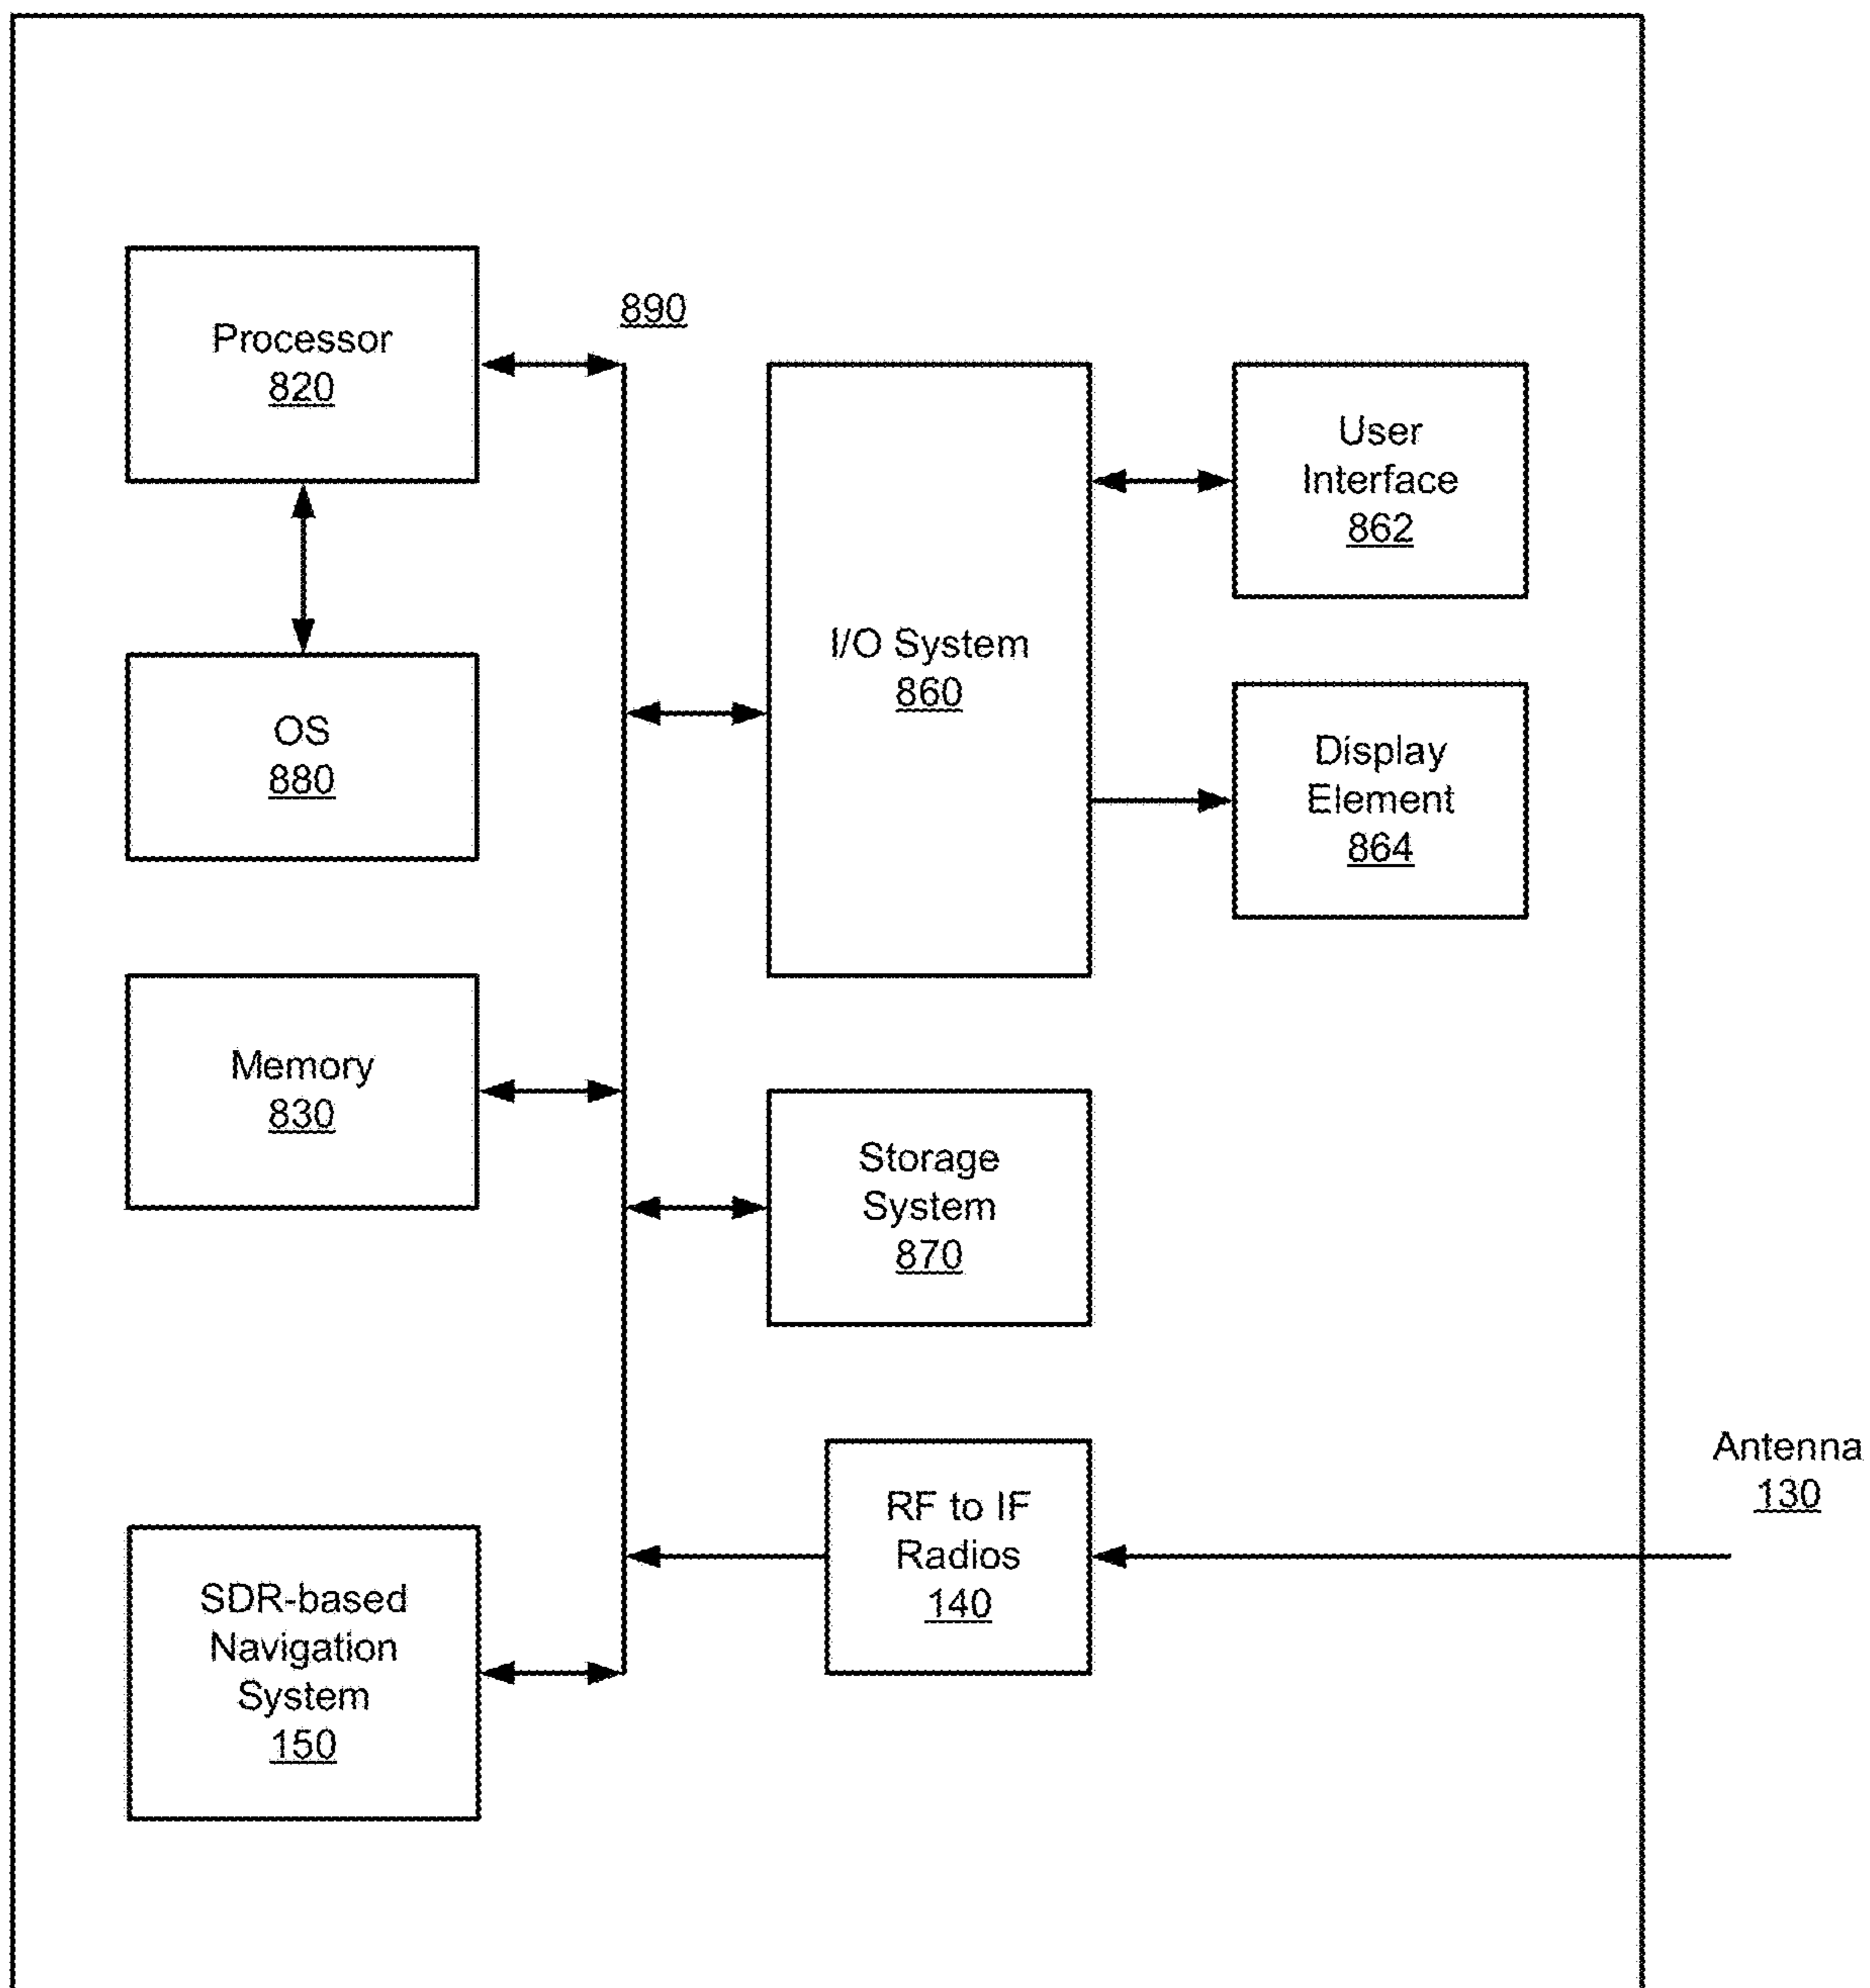 Processor
820
890
OS
880
Memory
830
SDR-based
Navigation
System
150
I/O System
860
User
Interface
862
Display
Element
864
Storage
System
870
RF to IF
Radios
140
Antenna
130